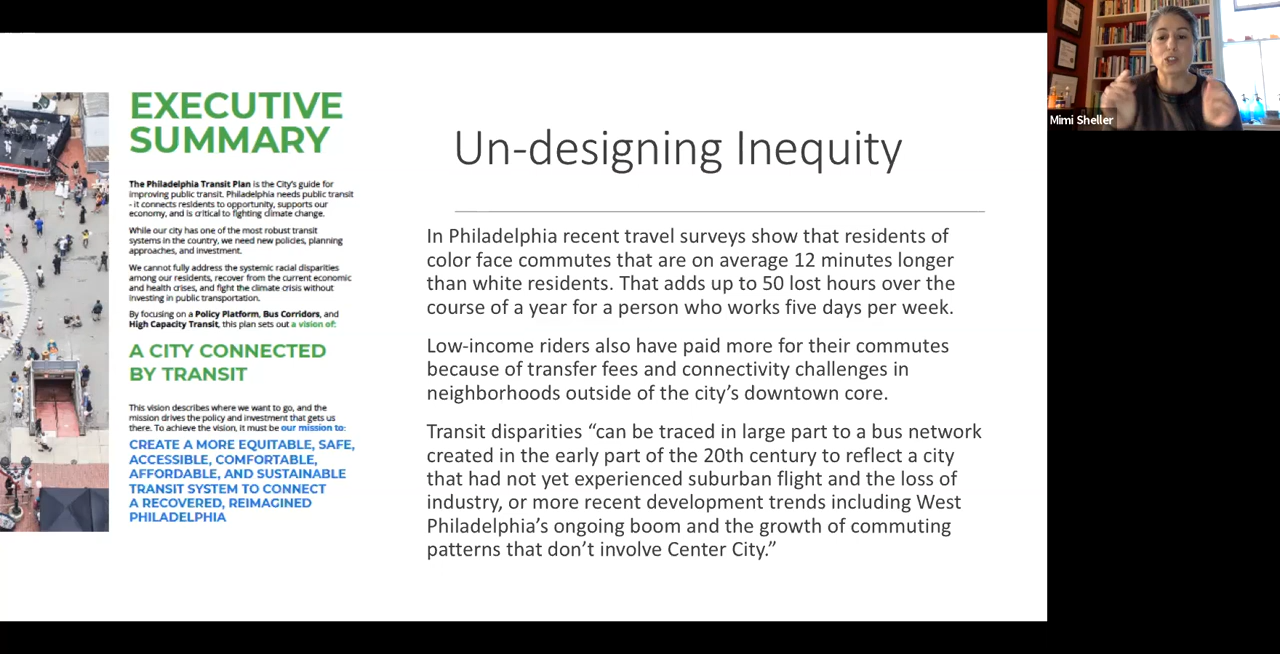 EXECUTIVE
SUMMARY
The Philadelphia Transit Plan is the City's guide for
improving public transit. Philadelphia needs public transit
- it connects residents to opportunity, supports our
economy, and is critical to fighting climate change.
While our city has one of the most robust transit
systems in the country, we need new policies, planning
approaches, and investment.
We cannot fully address the systemic racial disparities
among our residents, recover from the current economic
and health crises, and fight the climate crisis without
investing in public transportation.
By focusing on a Policy Platform, Bus Corridors, and
High Capacity Transit, this plan sets out a vision of:
A CITY CONNECTED
BY TRANSIT
This vision describes where we want to go, and the
mission drives the policy and investment that gets us
there. To achieve the vision, it must be our mission to:
CREATE A MORE EQUITABLE, SAFE,
ACCESSIBLE, COMFORTABLE,
AFFORDABLE, AND SUSTAINABLE
TRANSIT SYSTEM TO CONNECT
A RECOVERED, REIMAGINED
PHILADELPHIA
Un-designing Inequity
In Philadelphia recent travel surveys show that residents of
color face commutes that are on average 12 minutes longer
than white residents. That adds up to 50 lost hours over the
course of a year for a person who works five days per week.
Low-income riders also have paid more for their commutes
because of transfer fees and connectivity challenges in
neighborhoods outside of the city's downtown core.
Transit disparities “can be traced in large part to a bus network
created in the early part of the 20th century to reflect a city
that had not yet experienced suburban flight and the loss of
industry, or more recent development trends including West
Philadelphia's ongoing boom and the growth of commuting
patterns that don't involve Center City.”
Mimi Sheller